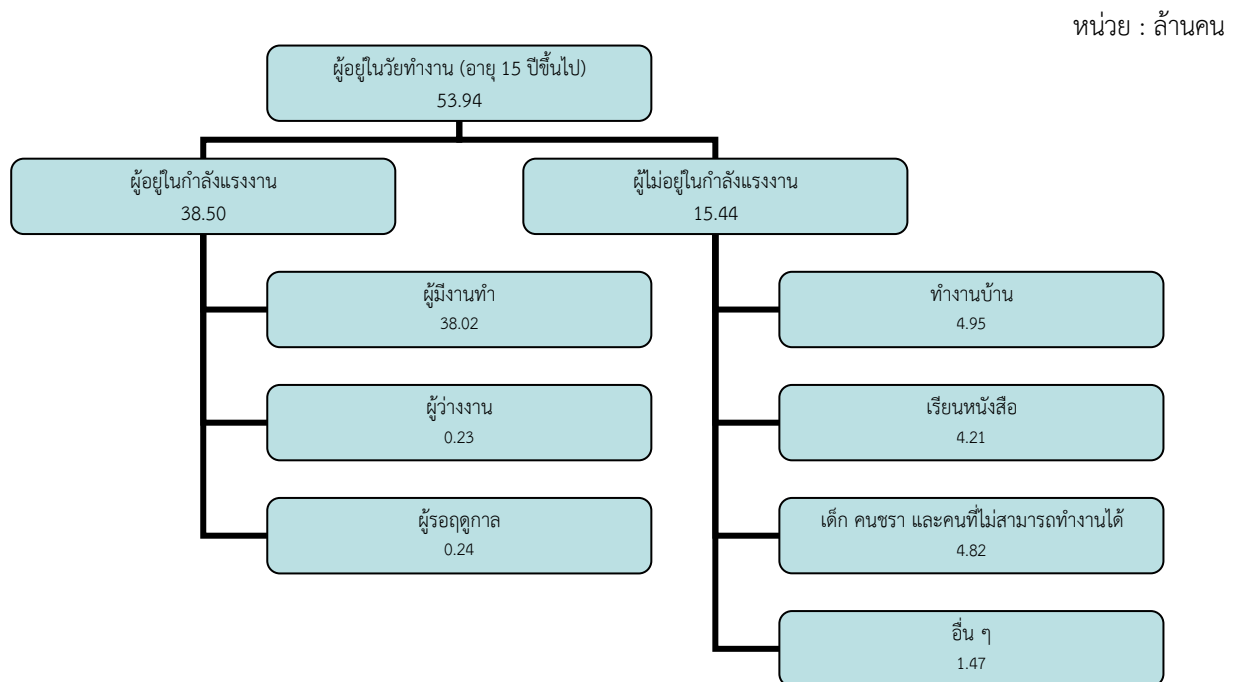 หน่วย : ล้านคน
ผู้อยู่ในวัยทำงาน (อายุ 15 ปีขึ้นไป)
53.94
ผู้อยู่ในกำลังแรงงาน
38.50
ผู้ไม่อยู่ในกำลังแรงงาน
15.44
ผู้มีงานทำ
38.02
ทำงานบ้าน
4.95
ผู้ว่างงาน
0.23
เรียนหนังสือ
4.21
ผู้รอฤดูกาล
0.24
เด็ก คนชรา และคนที่ไม่สามารถทำงานได้
4.82
อื่น ๆ
1.47